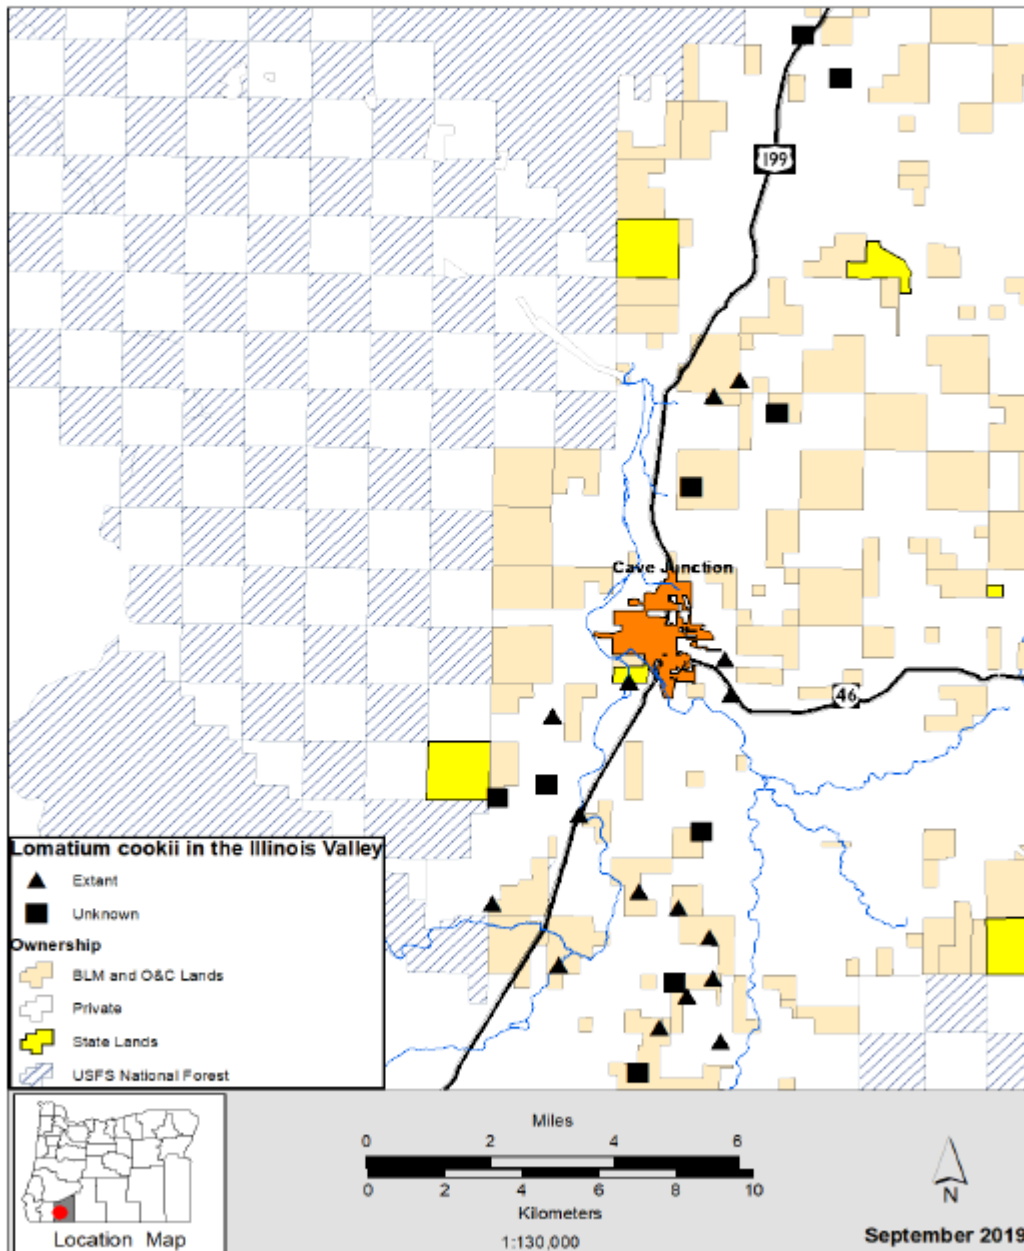 199
Cave Junction
46
Lomatium cookii in the Illinois Valley
Extant
Unknown
Ownership
BLM and O&C Lands
Private
State Lands
USFS National Forest
Miles
0 2 4 6
0 2 4 6 8 10
Kilometers
1:130,000
Location Map
N
September 2019